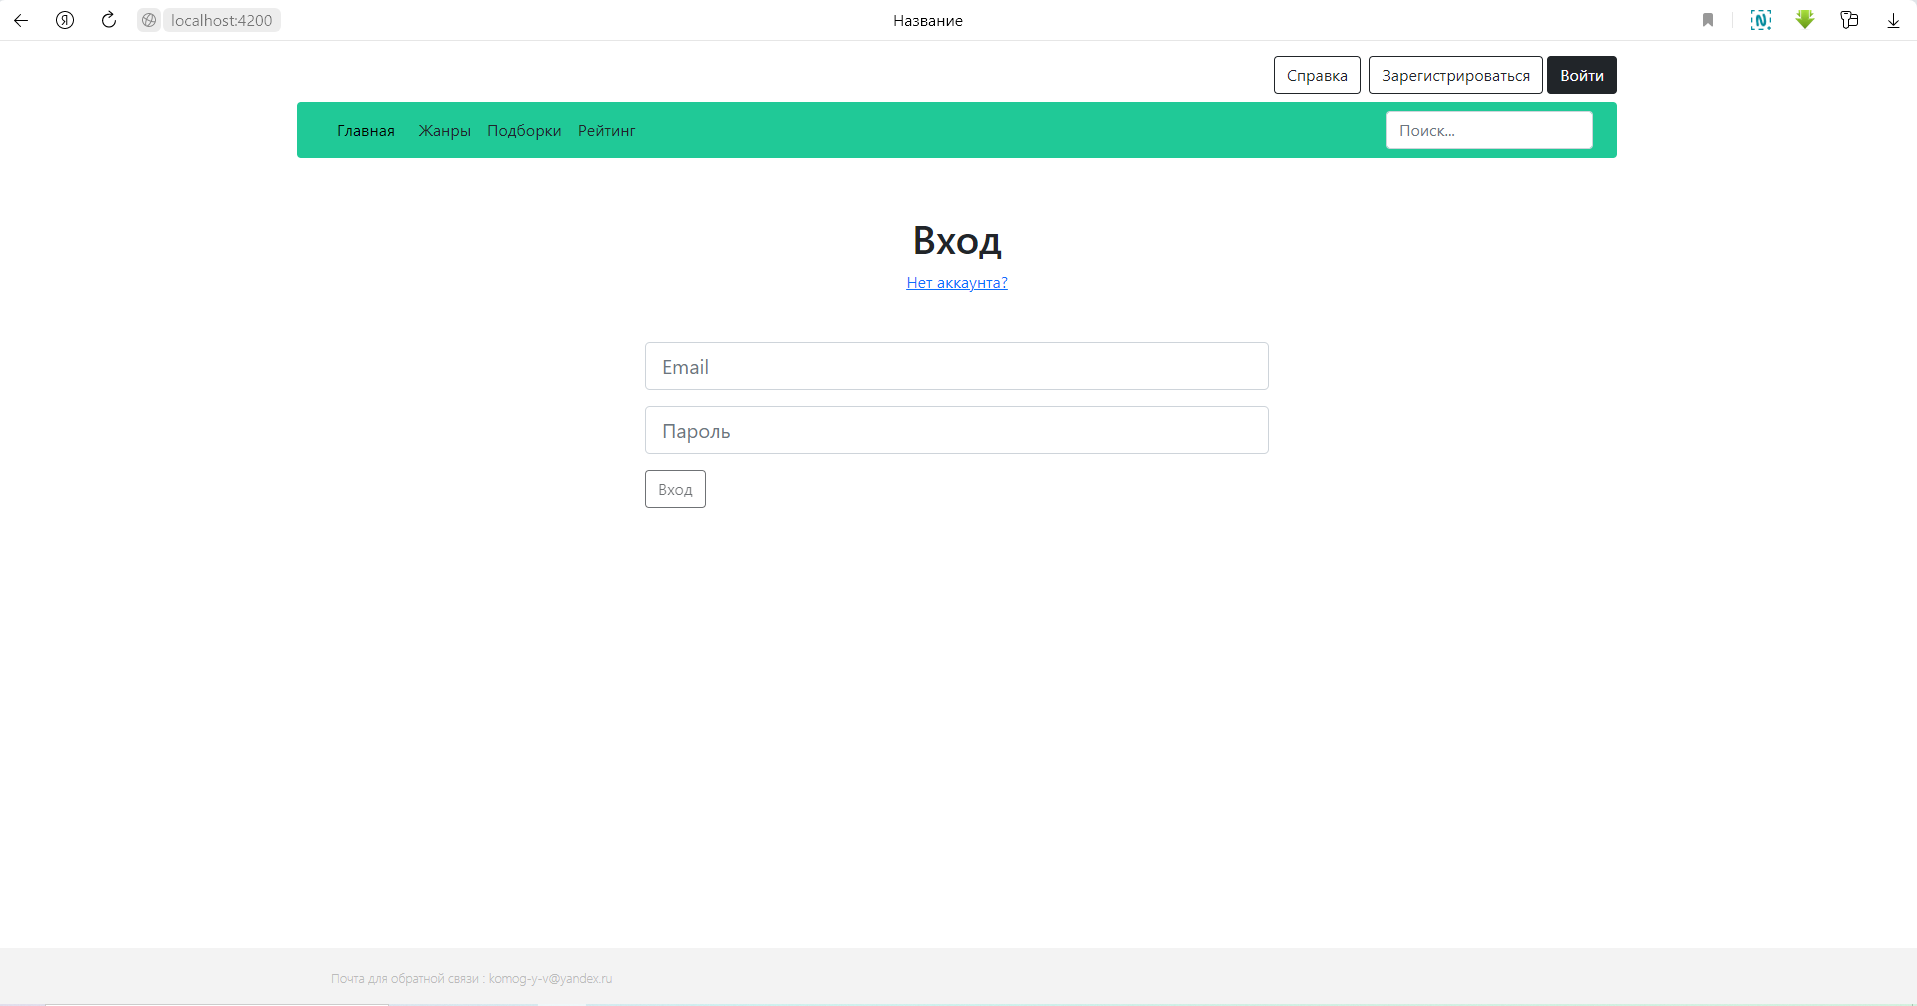 localhost:4200
Название
Справка
Зарегистрироваться
Войти
Главная
Жанры
Подборки
Рейтинг
Поиск...
Вход
Нет аккаунта?
Email
Пароль
Вход
Почта для обратной связи : komog-y-v@yandex.ru